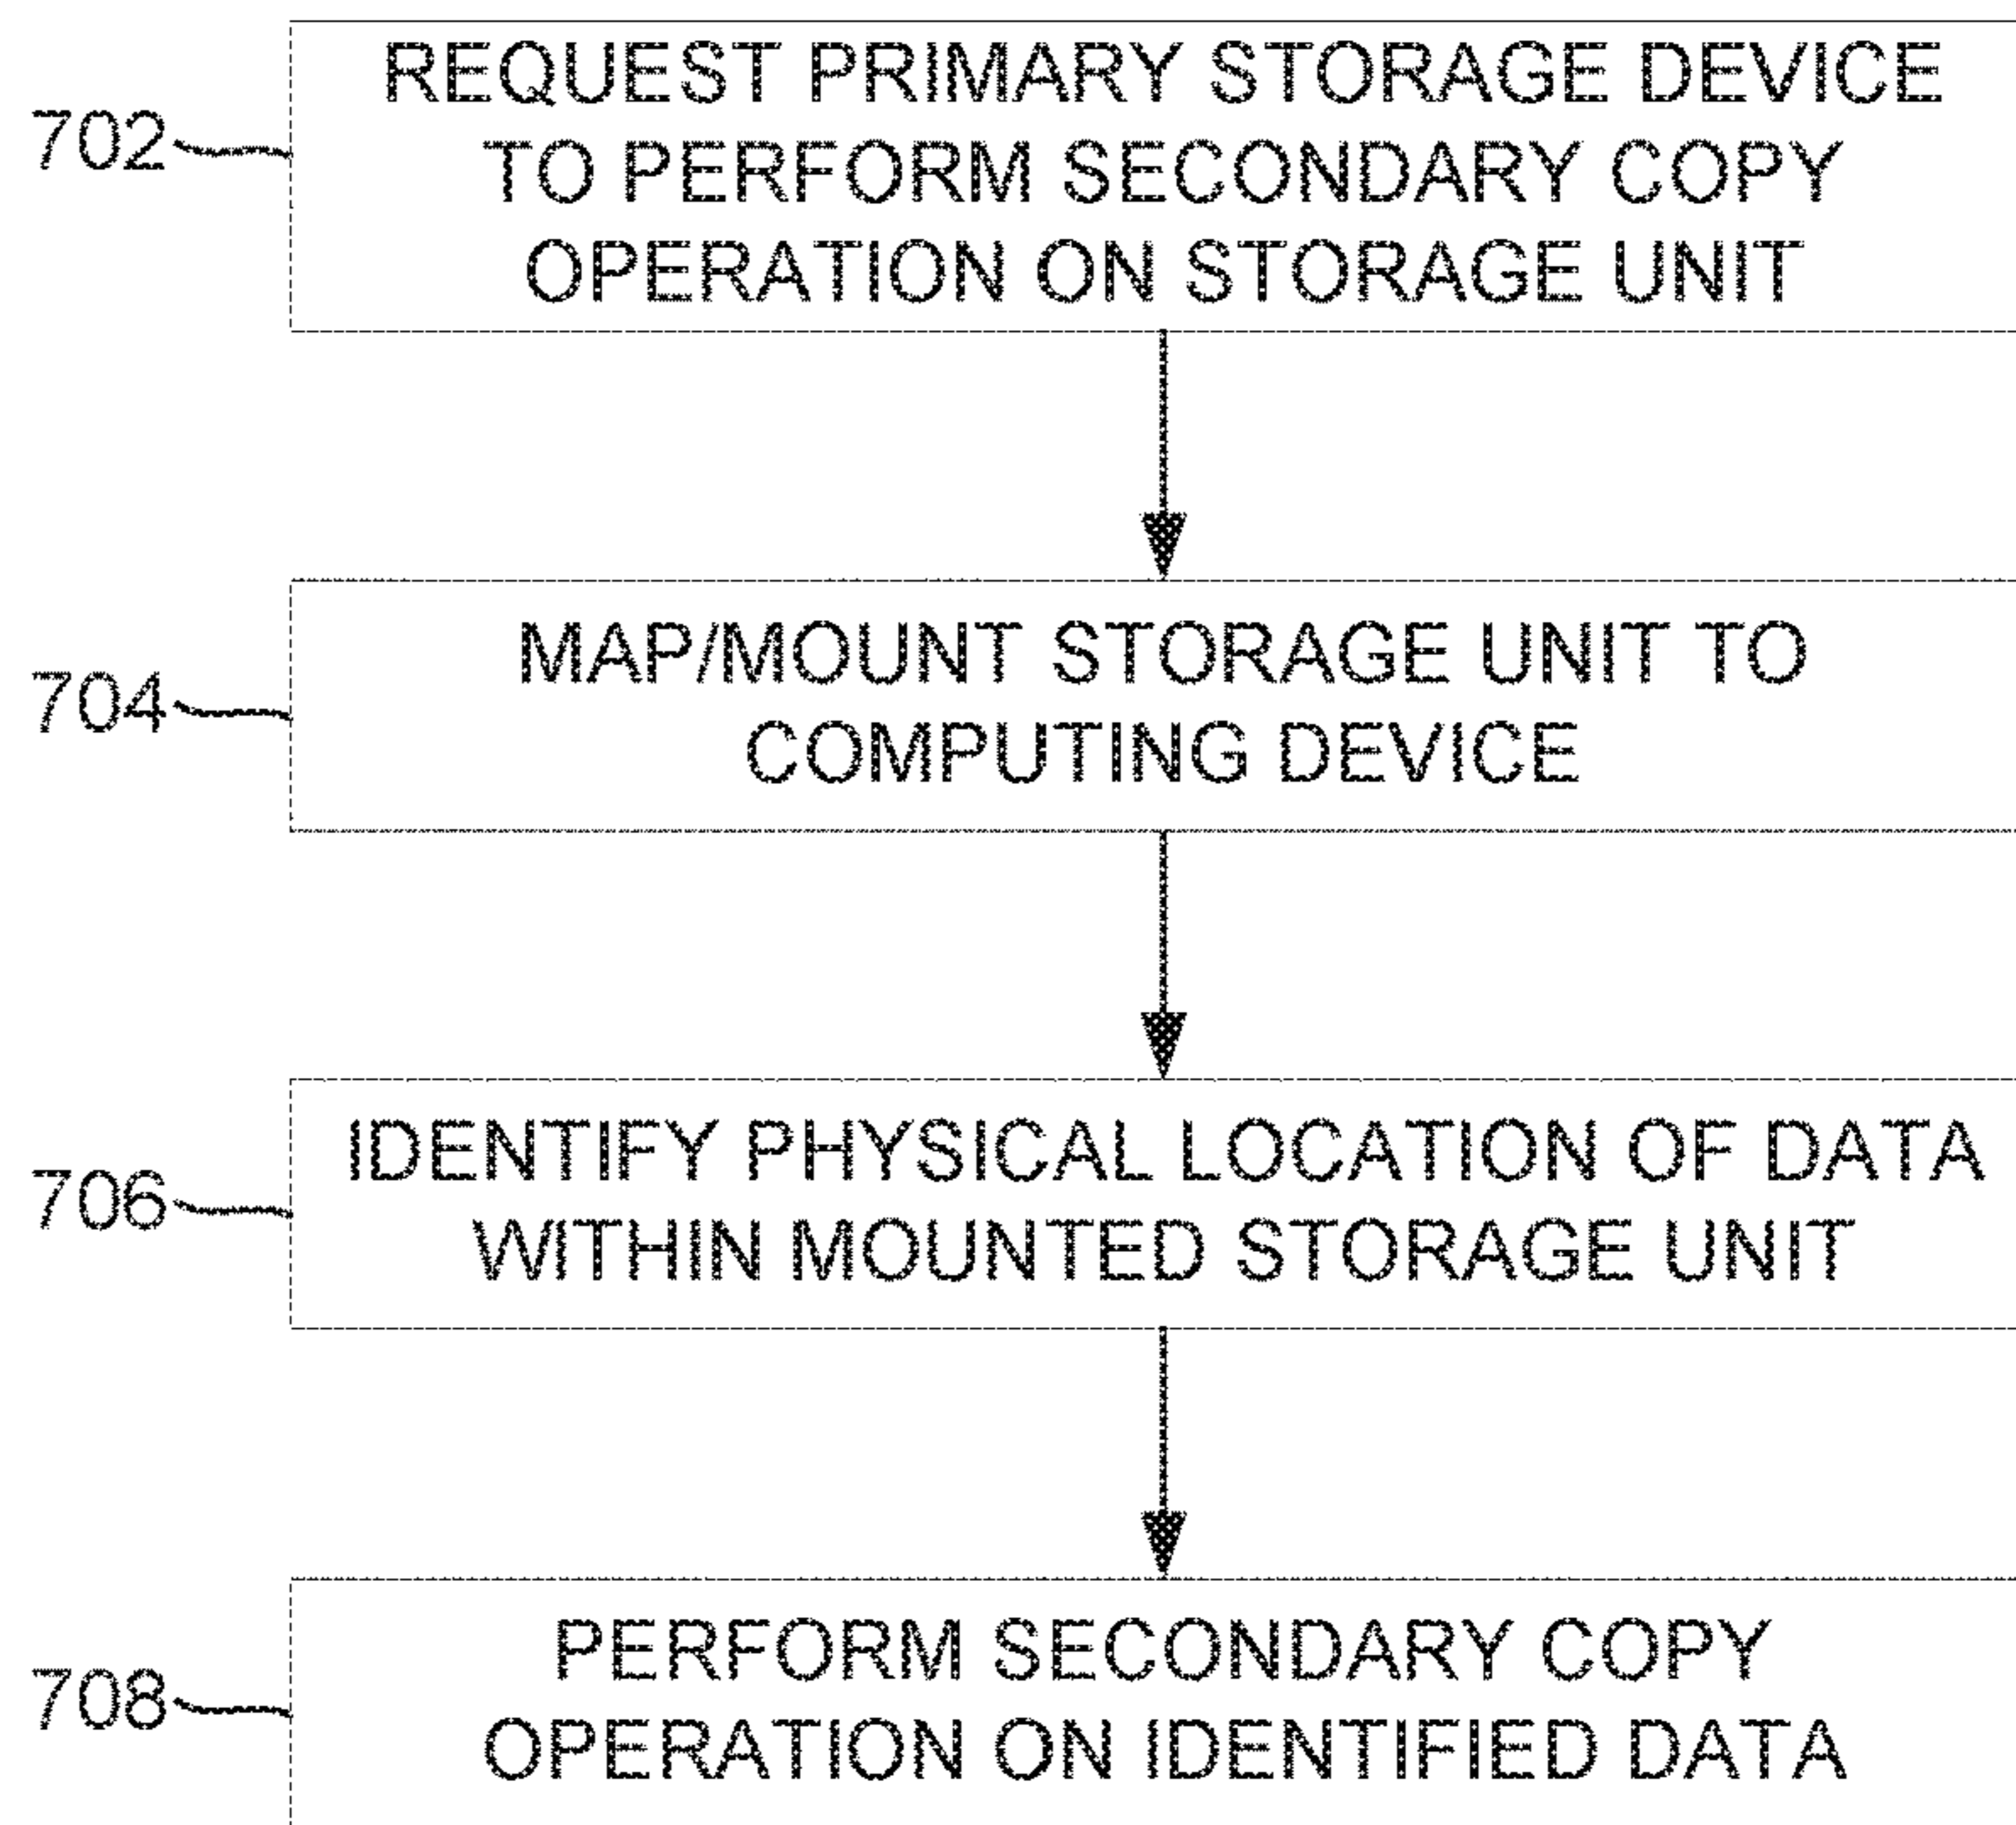 REQUEST PRIMARY STORAGE DEVICE
702
TO PERFORM SECONDARY COPY
OPERATION ON STORAGE UNIT
MAP/MOUNT STORAGE UNIT TO
704
COMPUTING DEVICE
IDENTIFY PHYSICAL LOCATION OF DATA
706
WITHIN MOUNTED STORAGE UNIT
PERFORM SECONDARY COPY
708
OPERATION ON IDENTIFIED DATA